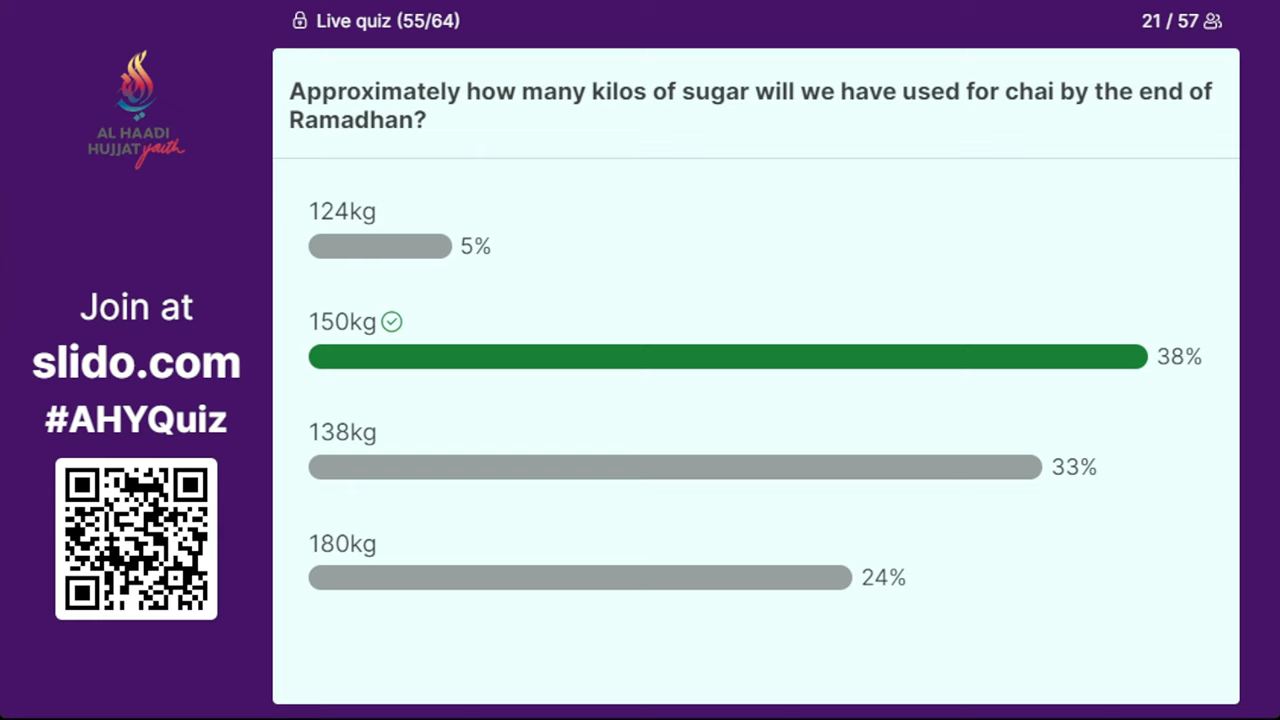 Live quiz (55/64)
21 / 57
AL HAADI
HUJJAT youth
Join at
slido.com
#AHYQuiz
Approximately how many kilos of sugar will we have used for chai by the end of
Ramadhan?
124kg
5%
150kg
38%
138kg
33%
180kg
24%